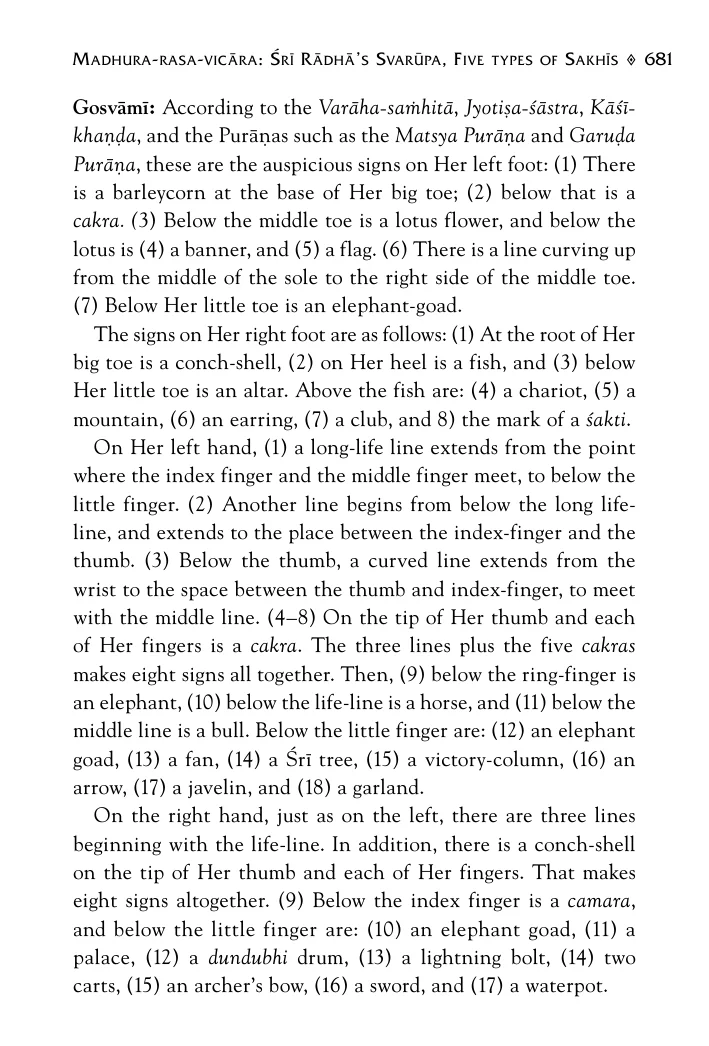 Madhura-rasa-vicāra: Śrī Rādhā's Svarūpa, Five types of Sakhīs ◊ 681
Gosvāmī: According to the Varāha-saṁhitā, Jyotiṣa-śāstra, Kāśī-
khaṇḍa, and the Purāṇas such as the Matsya Purāṇa and Garuḍa
Purāṇa, these are the auspicious signs on Her left foot: (1) There
is a barleycorn at the base of Her big toe; (2) below that is a
cakra. (3) Below the middle toe is a lotus flower, and below the
lotus is (4) a banner, and (5) a flag. (6) There is a line curving up
from the middle of the sole to the right side of the middle toe.
(7) Below Her little toe is an elephant-goad.
The signs on Her right foot are as follows: (1) At the root of Her
big toe is a conch-shell, (2) on Her heel is a fish, and (3) below
Her little toe is an altar. Above the fish are: (4) a chariot, (5) a
mountain, (6) an earring, (7) a club, and 8) the mark of a śakti.
On Her left hand, (1) a long-life line extends from the point
where the index finger and the middle finger meet, to below the
little finger. (2) Another line begins from below the long life-
line, and extends to the place between the index-finger and the
thumb. (3) Below the thumb, a curved line extends from the
wrist to the space between the thumb and index-finger, to meet
with the middle line. (4–8) On the tip of Her thumb and each
of Her fingers is a cakra. The three lines plus the five cakras
makes eight signs all together. Then, (9) below the ring-finger is
an elephant, (10) below the life-line is a horse, and (11) below the
middle line is a bull. Below the little finger are: (12) an elephant
goad, (13) a fan, (14) a Śrī tree, (15) a victory-column, (16) an
arrow, (17) a javelin, and (18) a garland.
On the right hand, just as on the left, there are three lines
beginning with the life-line. In addition, there is a conch-shell
on the tip of Her thumb and each of Her fingers. That makes
eight signs altogether. (9) Below the index finger is a camara,
and below the little finger are: (10) an elephant goad, (11) a
palace, (12) a dundubhi drum, (13) a lightning bolt, (14) two
carts, (15) an archer's bow, (16) a sword, and (17) a waterpot.